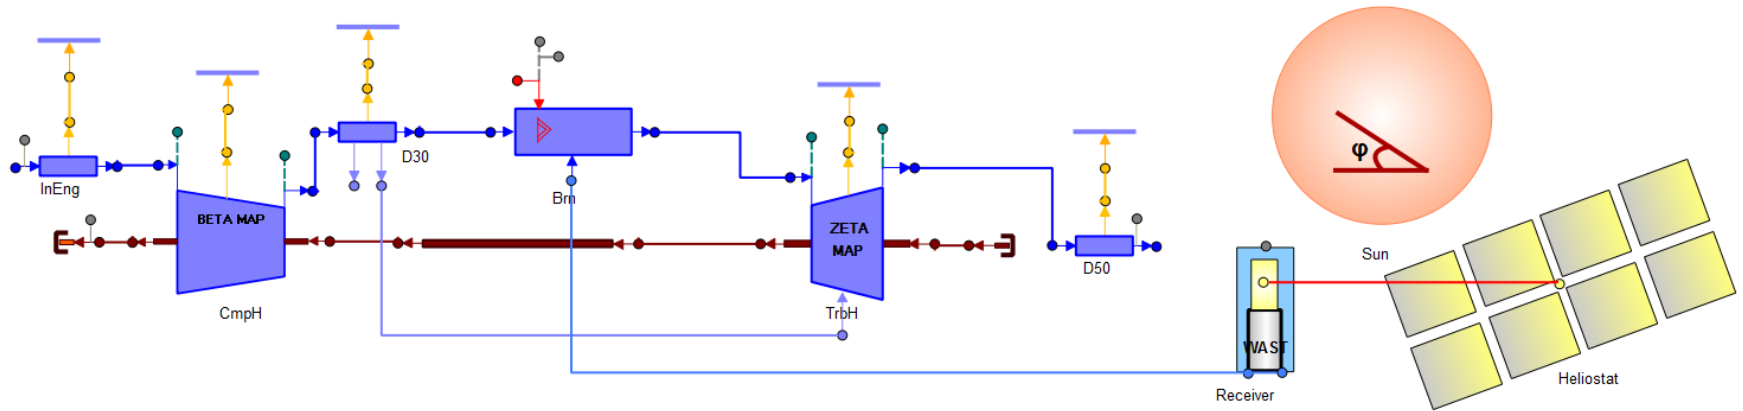 InEng
BETA MAP
CmpH
D30
Brn
ZETA
MAP
TrbH
D50
φ
Sun
WAST
Receiver
Heliostat